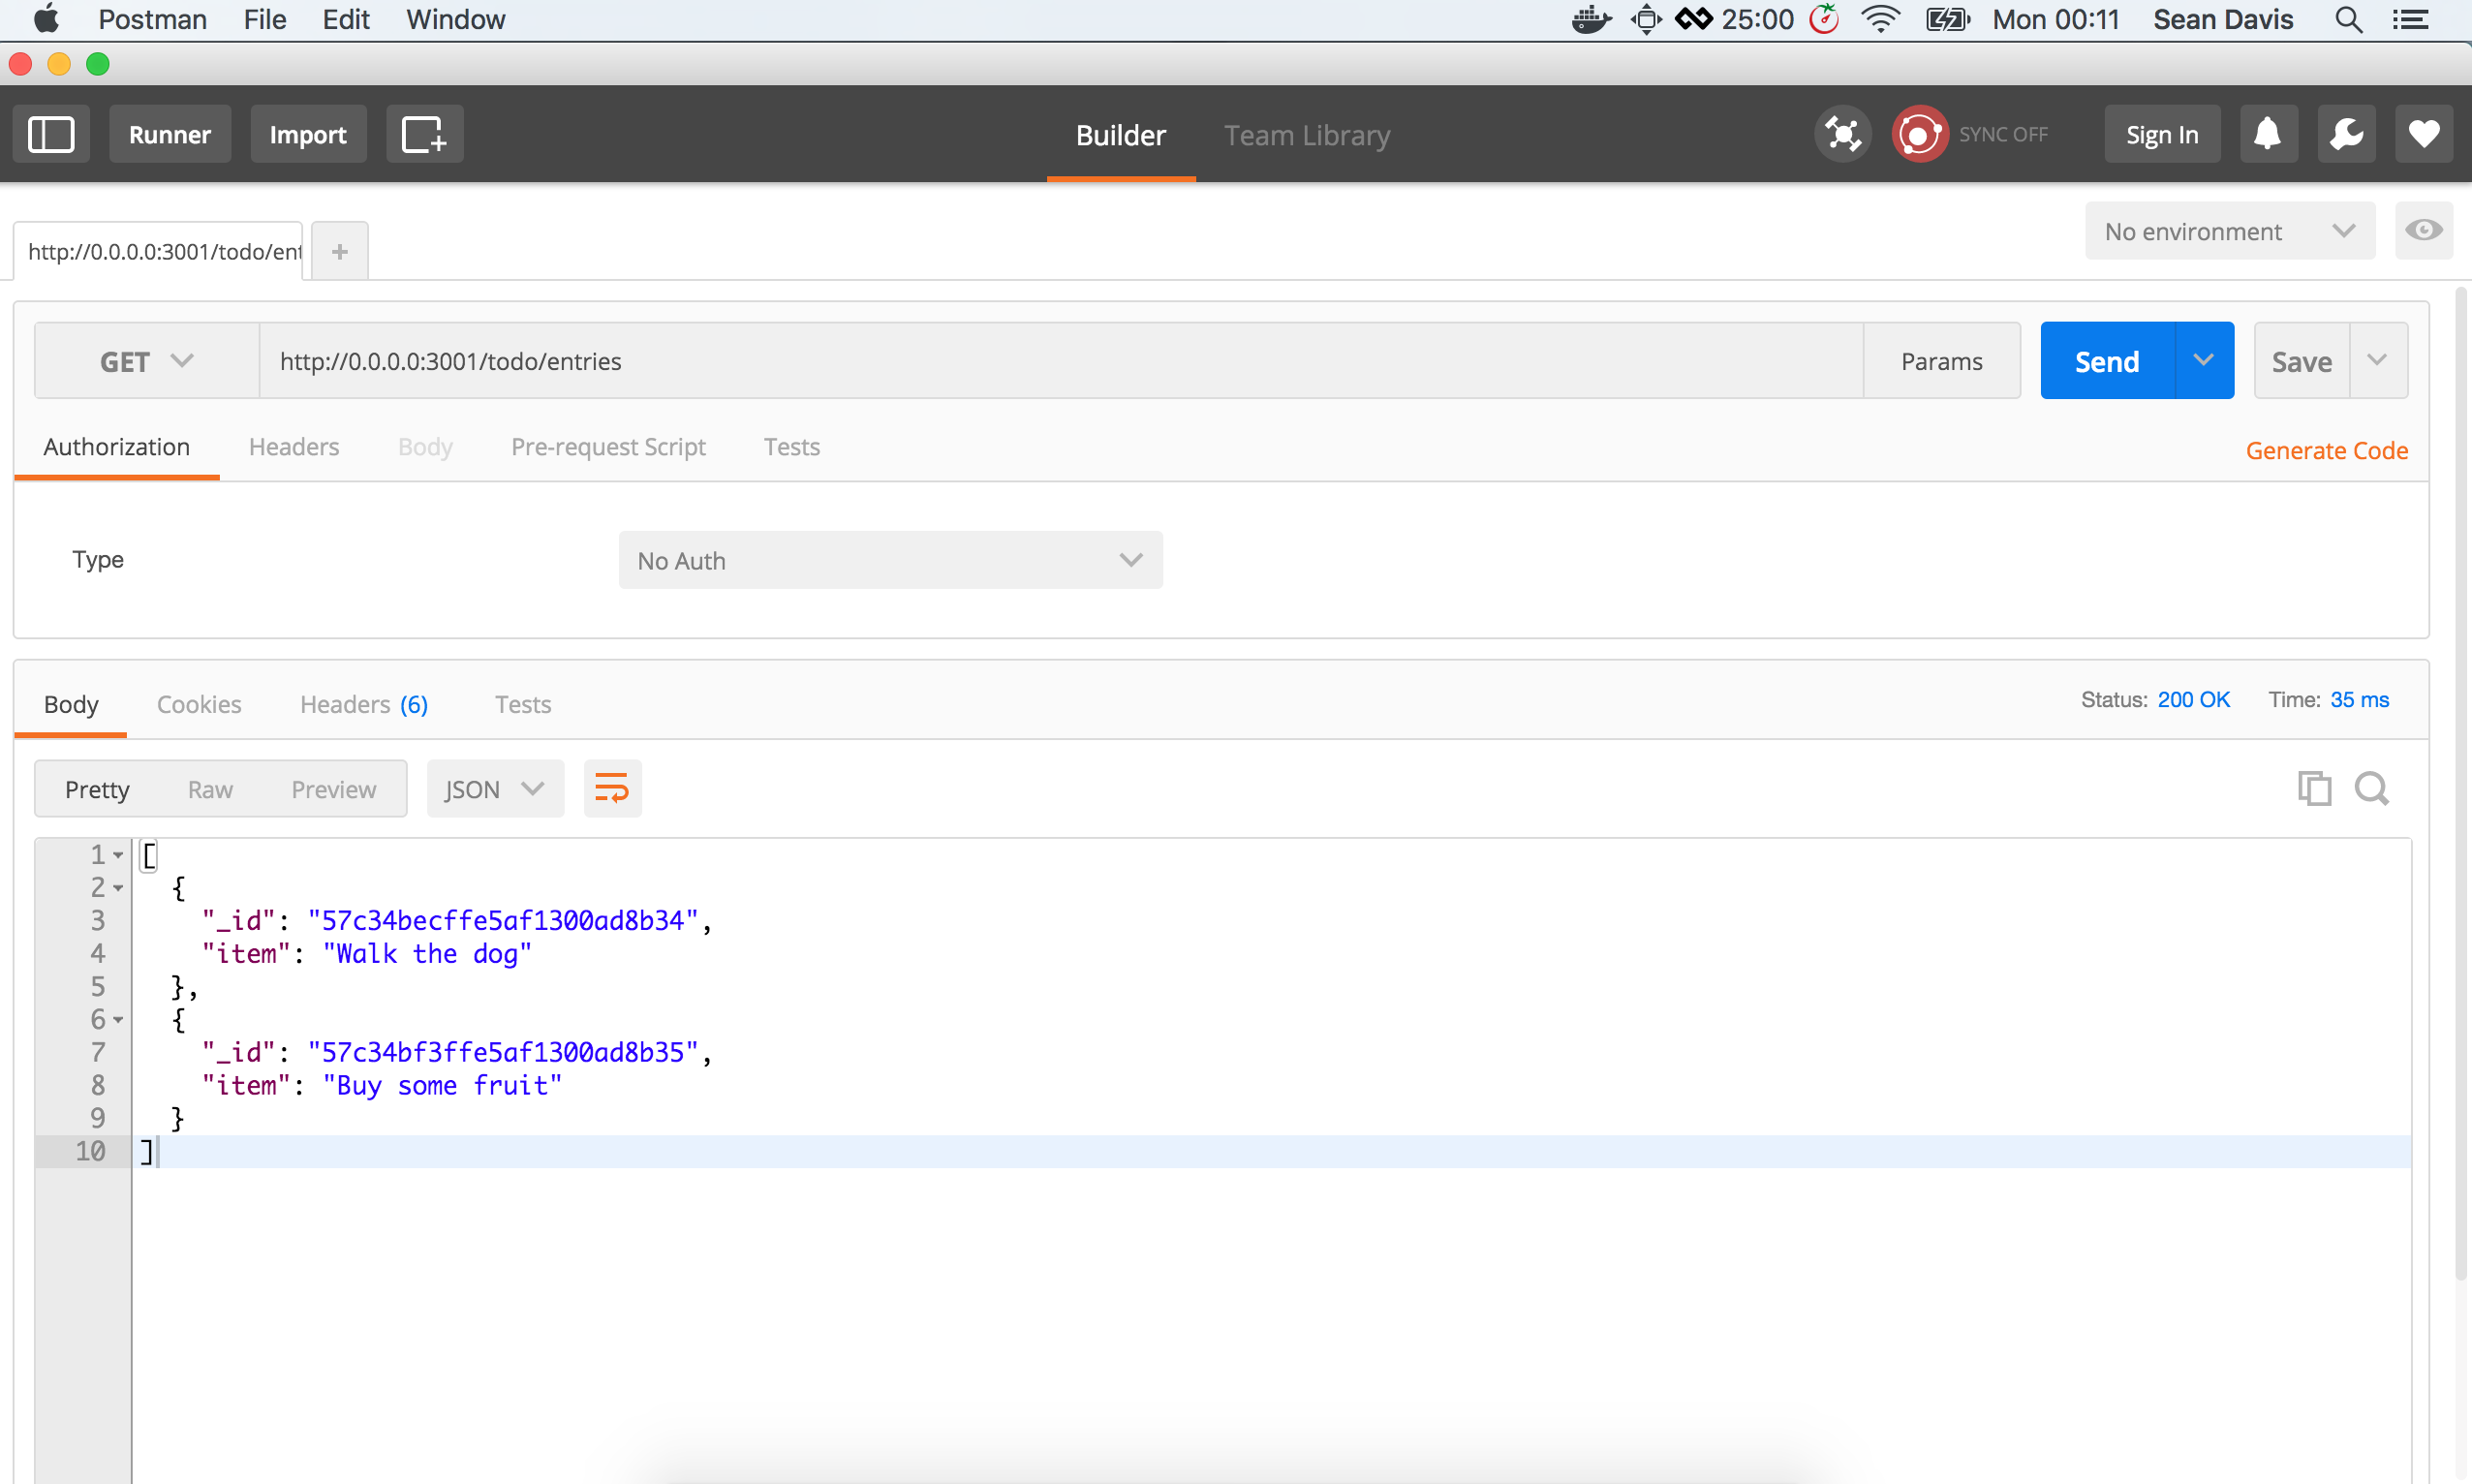 Postman File Edit Window 25:00 Mon 00:11 Sean Davis
Runner Import Builder Team Library SYNC OFF Sign In
http://0.0.0.0:3001/todo/ent + No environment
GET http://0.0.0.0:3001/todo/entries Params Send Save
Authorization Headers Body Pre-request Script Tests Generate Code
Type No Auth
Body Cookies Headers (6) Tests Status: 200 OK Time: 35 ms
Pretty Raw Preview JSON
1 [
2 {
3 "_id": "57c34becffe5af1300ad8b34",
4 "item": "Walk the dog"
5 },
6 {
7 "_id": "57c34bf3ffe5af1300ad8b35",
8 "item": "Buy some fruit"
9 }
10 ]